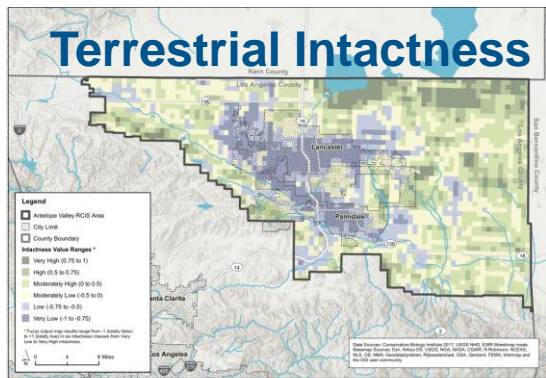 Terrestrial Intactness
Kern County
Los Angeles County
San Bernardino County
Los Angeles County
138
14
5
Lancaster
Palmdale
138
18
14
2
Santa Clarita
Los Angeles
Legend
Antelope Valley RCIS Area
City Limit
County Boundary
Intactness Value Ranges *
Very High (0.75 to 1)
High (0.5 to 0.75)
Moderately High (0 to 0.5)
Moderately Low (-0.5 to 0)
Low (-0.75 to -0.5)
Very Low (-1 to -0.75)
* Fuzzy output map results range from -1 (totally false)
to +1 (totally true) in six intactness classes from Very
Low to Very High intactness.
0 4 8 Miles
Data Sources: Conservation Biology Institute 2017, USGS NHD, ESRI Streetmap roads.
Basemap Sources: Esri, Airbus DS, USGS, NGA, NASA, CGIAR, N Robinson, NCEAS,
NLS, OS, NMA, Geodatastyrelsen, Rijkswaterstaat, GSA, Geoland, FEMA, Intermap and
the GIS user community